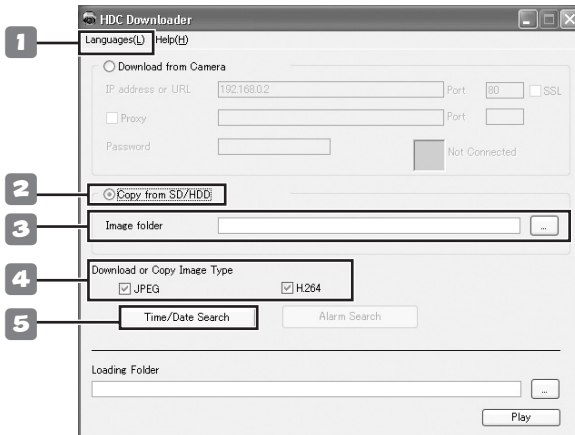 HDC Downloader
1
Languages(L) Help(H)
Download from Camera
IP address or URL 192.168.0.2 Port 80 SSL
Proxy Port
Password Not Connected
2
Copy from SD/HDD
3
Image folder ...
4
Download or Copy Image Type
JPEG H.264
5
Time/Date Search Alarm Search
Loading Folder
...
Play